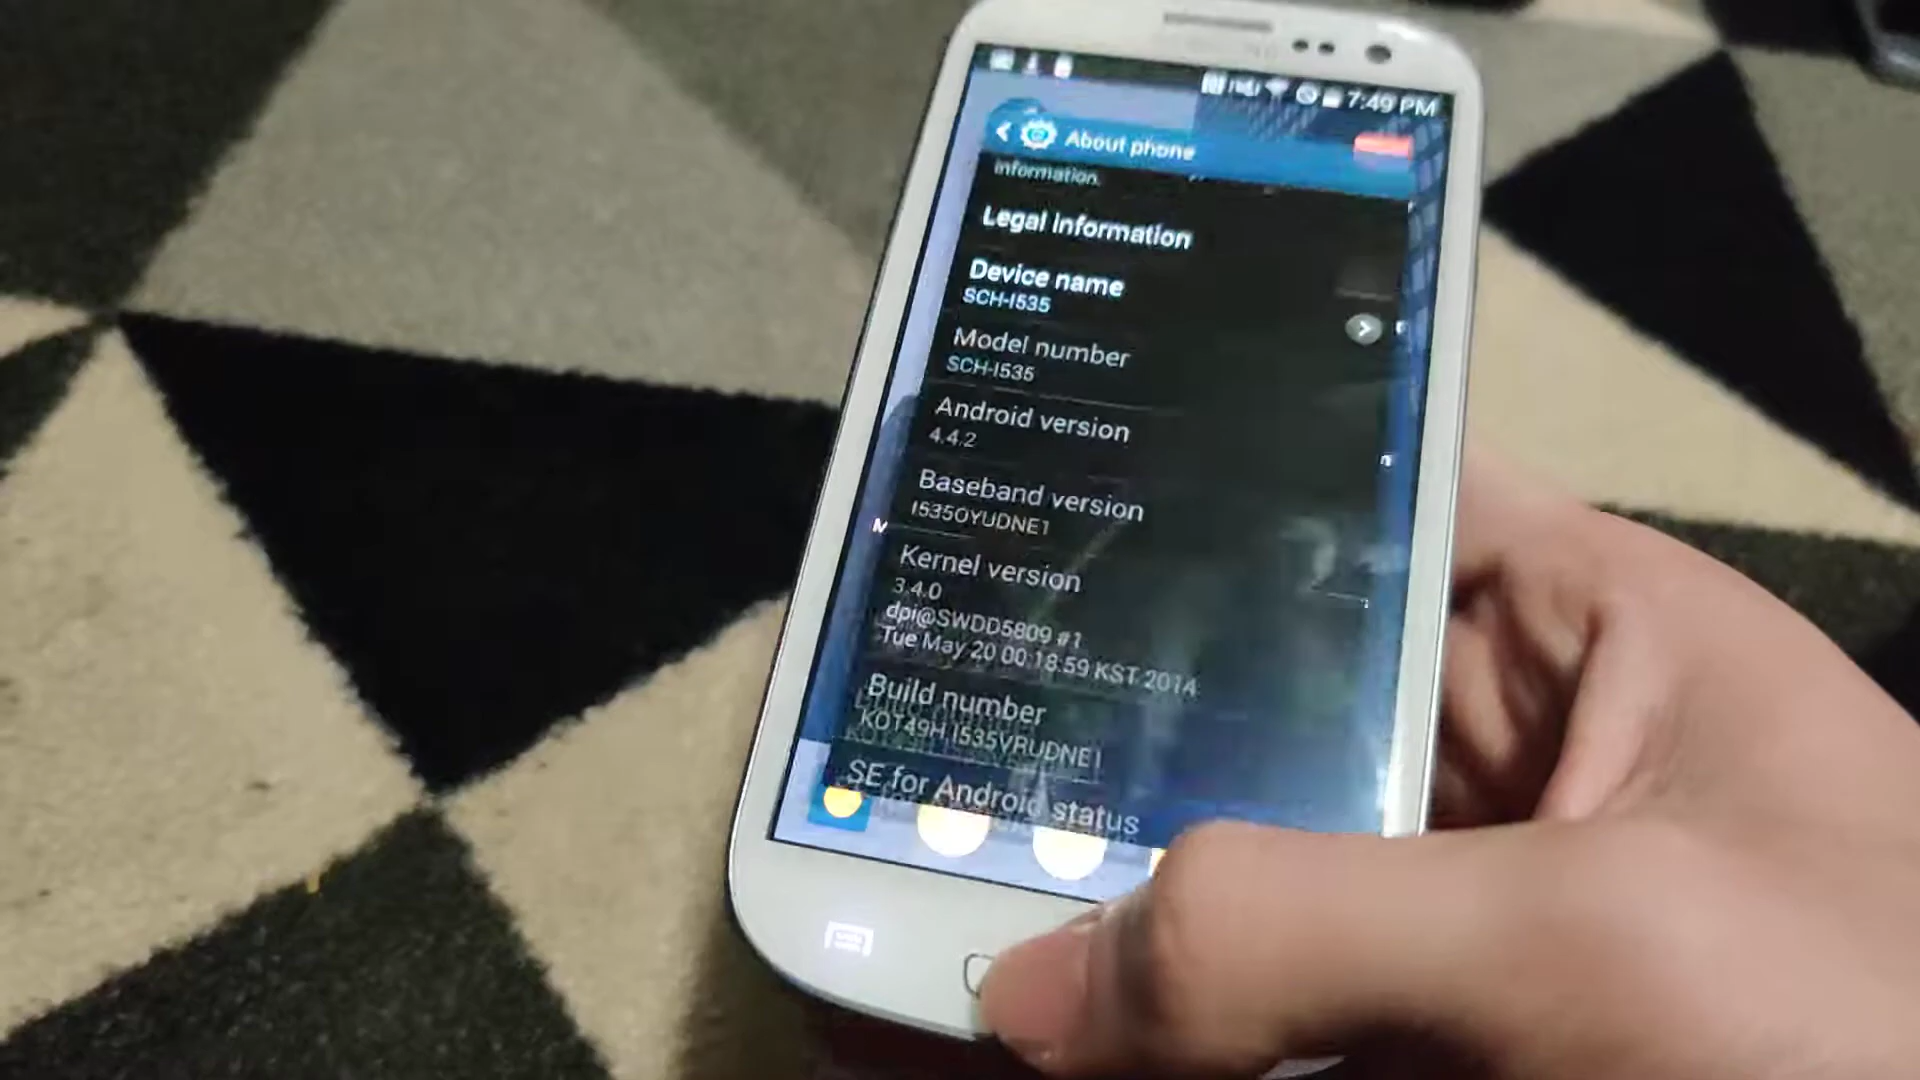 7:49 PM
About phone
information.
Legal information
Device name
SCH-I535
Model number
SCH-I535
Android version
4.4.2
Baseband version
I535OYUDNE1
Kernel version
3.4.0
dpi@SWDD5809 #1
Tue May 20 00:18:59 KST 2014
Build number
KOT49H.I535VRUDNE1
SE for Android status